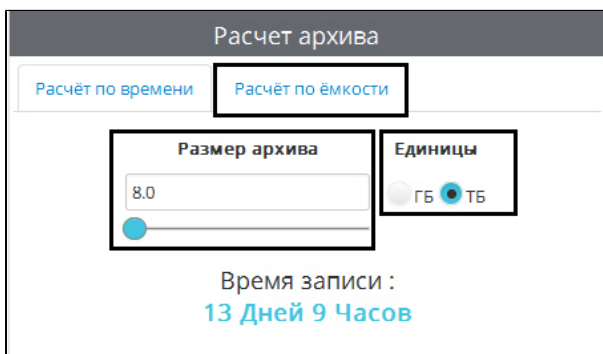 Расчет архива
Расчёт по времени Расчёт по ёмкости
Размер архива Единицы
8.0 ГБ ТБ
Время записи :
13 Дней 9 Часов